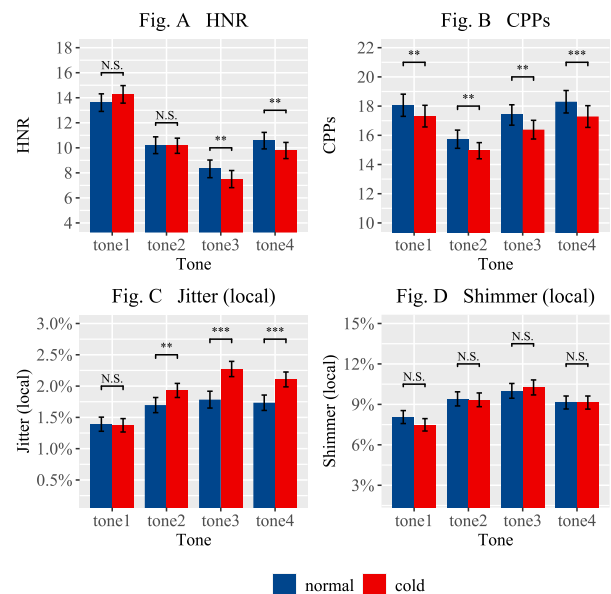 Fig. A HNR
HNR
16
14
12
10
8
6
4
N.S.
N.S.
**
**
tone1 tone2 tone3 tone4
Tone
Fig. B CPPs
CPPs
22
20
18
16
14
12
10
**
**
**
***
tone1 tone2 tone3 tone4
Tone
Fig. C Jitter (local)
Jitter (local)
3.0%
2.5%
2.0%
1.5%
1.0%
0.5%
N.S.
**
***
***
tone1 tone2 tone3 tone4
Tone
Fig. D Shimmer (local)
Shimmer (local)
15%
12%
9%
6%
3%
N.S.
N.S.
N.S.
N.S.
tone1 tone2 tone3 tone4
Tone
normal cold